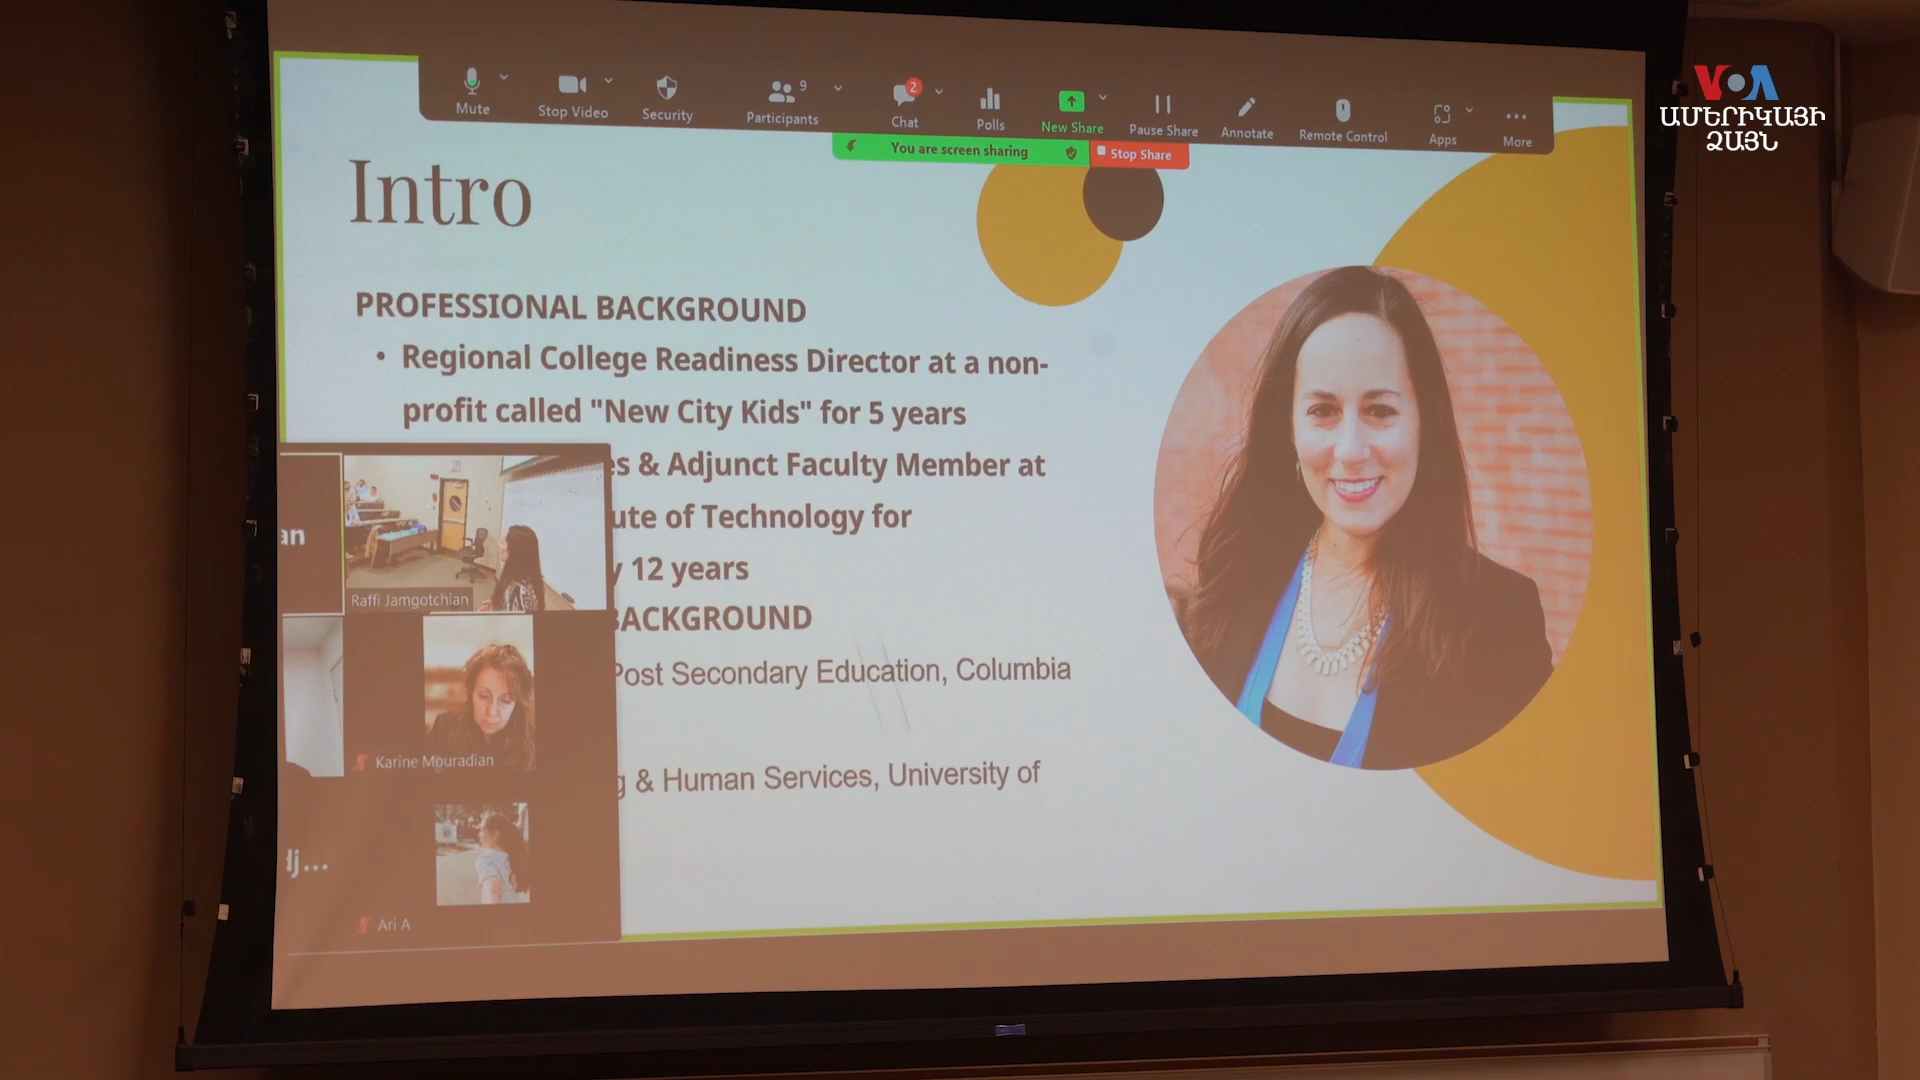 Mute
Stop Video
Security
Participants
9
Chat
2
Polls
New Share
Pause Share
Annotate
Remote Control
Apps
More
You are screen sharing
Stop Share
VOA
ԱՄԵՐԻԿԱՅԻ
ՁԱՅՆ
Intro
PROFESSIONAL BACKGROUND
• Regional College Readiness Director at a non-
profit called "New City Kids" for 5 years
& Adjunct Faculty Member at
of Technology for
12 years
BACKGROUND
Post Secondary Education, Columbia
& Human Services, University of
Raffi Jamgotchian
Karine Mouradian
Ari A